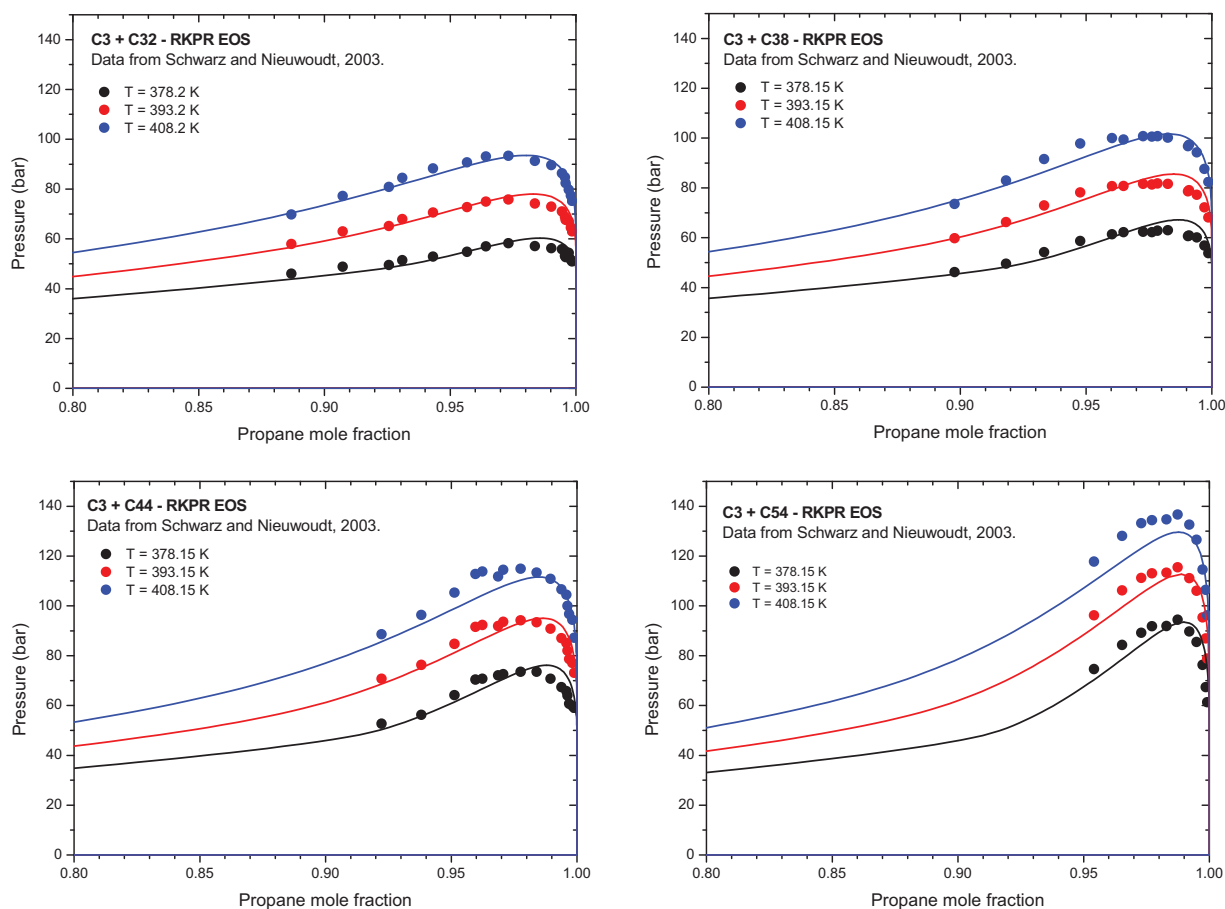 C3 + C32 - RKPR EOS
Data from Schwarz and Nieuwoudt, 2003.
T = 378.2 K
T = 393.2 K
T = 408.2 K
140
120
100
80
60
40
20
0
Pressure (bar)
0.80 0.85 0.90 0.95 1.00
Propane mole fraction
C3 + C38 - RKPR EOS
Data from Schwarz and Nieuwoudt, 2003.
T = 378.15 K
T = 393.15 K
T = 408.15 K
140
120
100
80
60
40
20
0
Pressure (bar)
0.80 0.85 0.90 0.95 1.00
Propane mole fraction
C3 + C44 - RKPR EOS
Data from Schwarz and Nieuwoudt, 2003.
T = 378.15 K
T = 393.15 K
T = 408.15 K
140
120
100
80
60
40
20
0
Pressure (bar)
0.80 0.85 0.90 0.95 1.00
Propane mole fraction
C3 + C54 - RKPR EOS
Data from Schwarz and Nieuwoudt, 2003.
T = 378.15 K
T = 393.15 K
T = 408.15 K
140
120
100
80
60
40
20
0
Pressure (bar)
0.80 0.85 0.90 0.95 1.00
Propane mole fraction